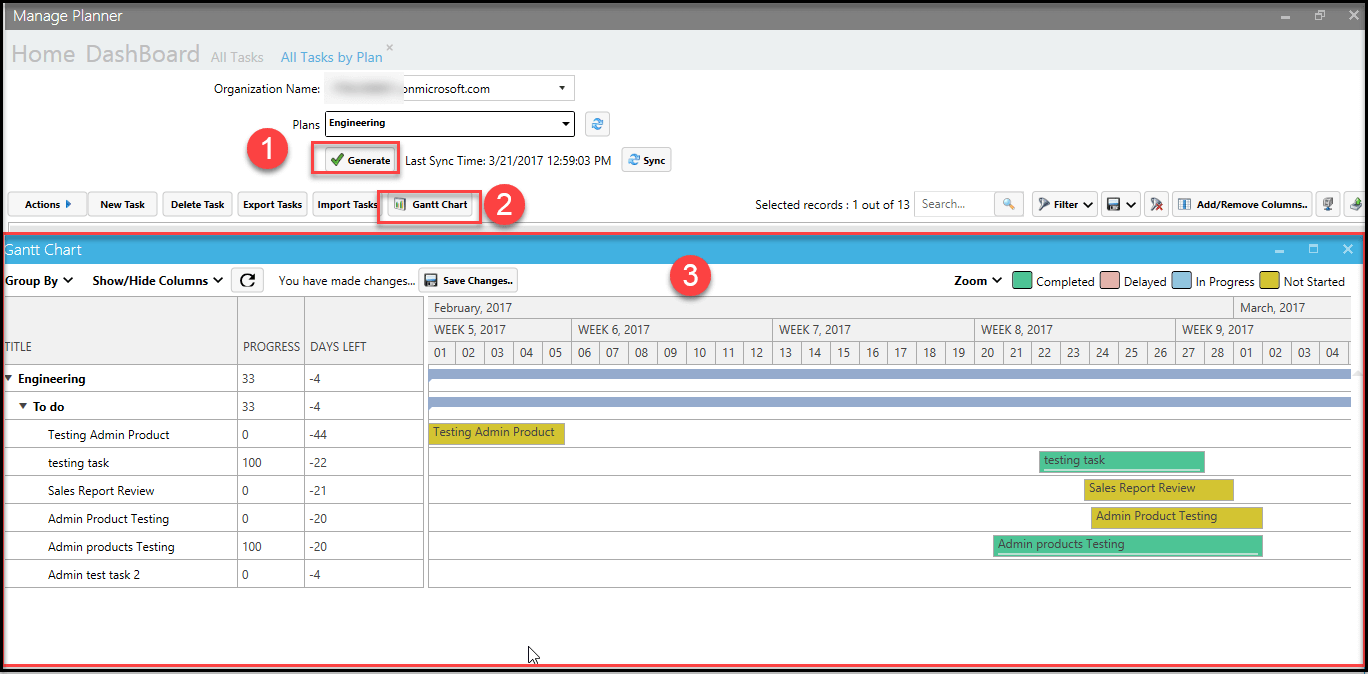 Manage Planner
Home DashBoard All Tasks All Tasks by Plan
Organization Name: onmicrosoft.com
Plans Engineering
1 Generate Last Sync Time: 3/21/2017 12:59:03 PM Sync
Actions New Task Delete Task Export Tasks Import Tasks Gantt Chart 2 Selected records : 1 out of 13 Search... Filter Add/Remove Columns..
Gantt Chart
Group By Show/Hide Columns You have made changes... Save Changes.. 3 Zoom Completed Delayed In Progress Not Started
February, 2017 March, 2017
WEEK 5, 2017 WEEK 6, 2017 WEEK 7, 2017 WEEK 8, 2017 WEEK 9, 2017
TITLE PROGRESS DAYS LEFT 01 02 03 04 05 06 07 08 09 10 11 12 13 14 15 16 17 18 19 20 21 22 23 24 25 26 27 28 01 02 03 04
Engineering 33 -4
To do 33 -4
Testing Admin Product 0 -44 Testing Admin Product
testing task 100 -22 testing task
Sales Report Review 0 -21 Sales Report Review
Admin Product Testing 0 -20 Admin Product Testing
Admin products Testing 100 -20 Admin products Testing
Admin test task 2 0 -4